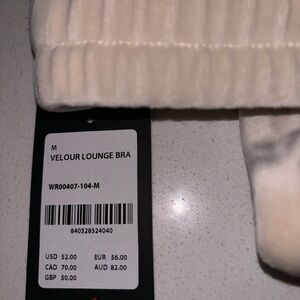 M
VELOUR LOUNGE BRA
WR00407-104-M
840328324040
USD 52.00 EUR 56.00
CAD 70.00 AUD 82.00
GBP 50.00